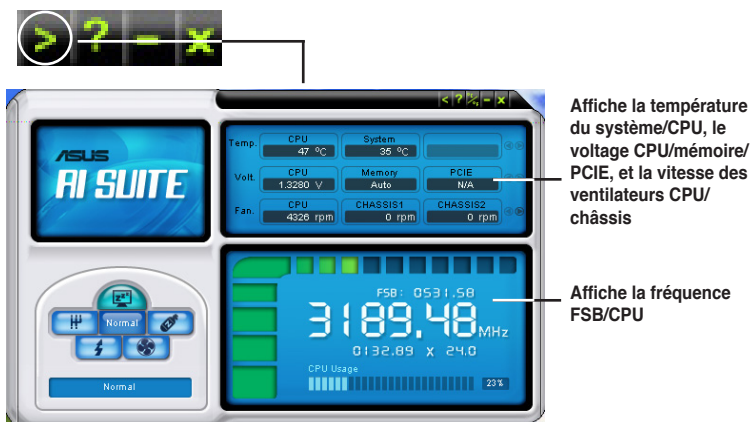 > ? - x
< ? °C/°F - x
ASUS
AI SUITE
Temp. CPU System
47 °C 35 °C
Volt. CPU Memory PCIE
1.3280 V Auto N/A
Fan. CPU CHASSIS1 CHASSIS2
4326 rpm 0 rpm 0 rpm
Affiche la température
du système/CPU, le
voltage CPU/mémoire/
PCIE, et la vitesse des
ventilateurs CPU/
châssis
Normal
Normal
FSB: 0531.58
3189.48 MHz
0132.89 X 24.0
CPU Usage
23%
Affiche la fréquence
FSB/CPU